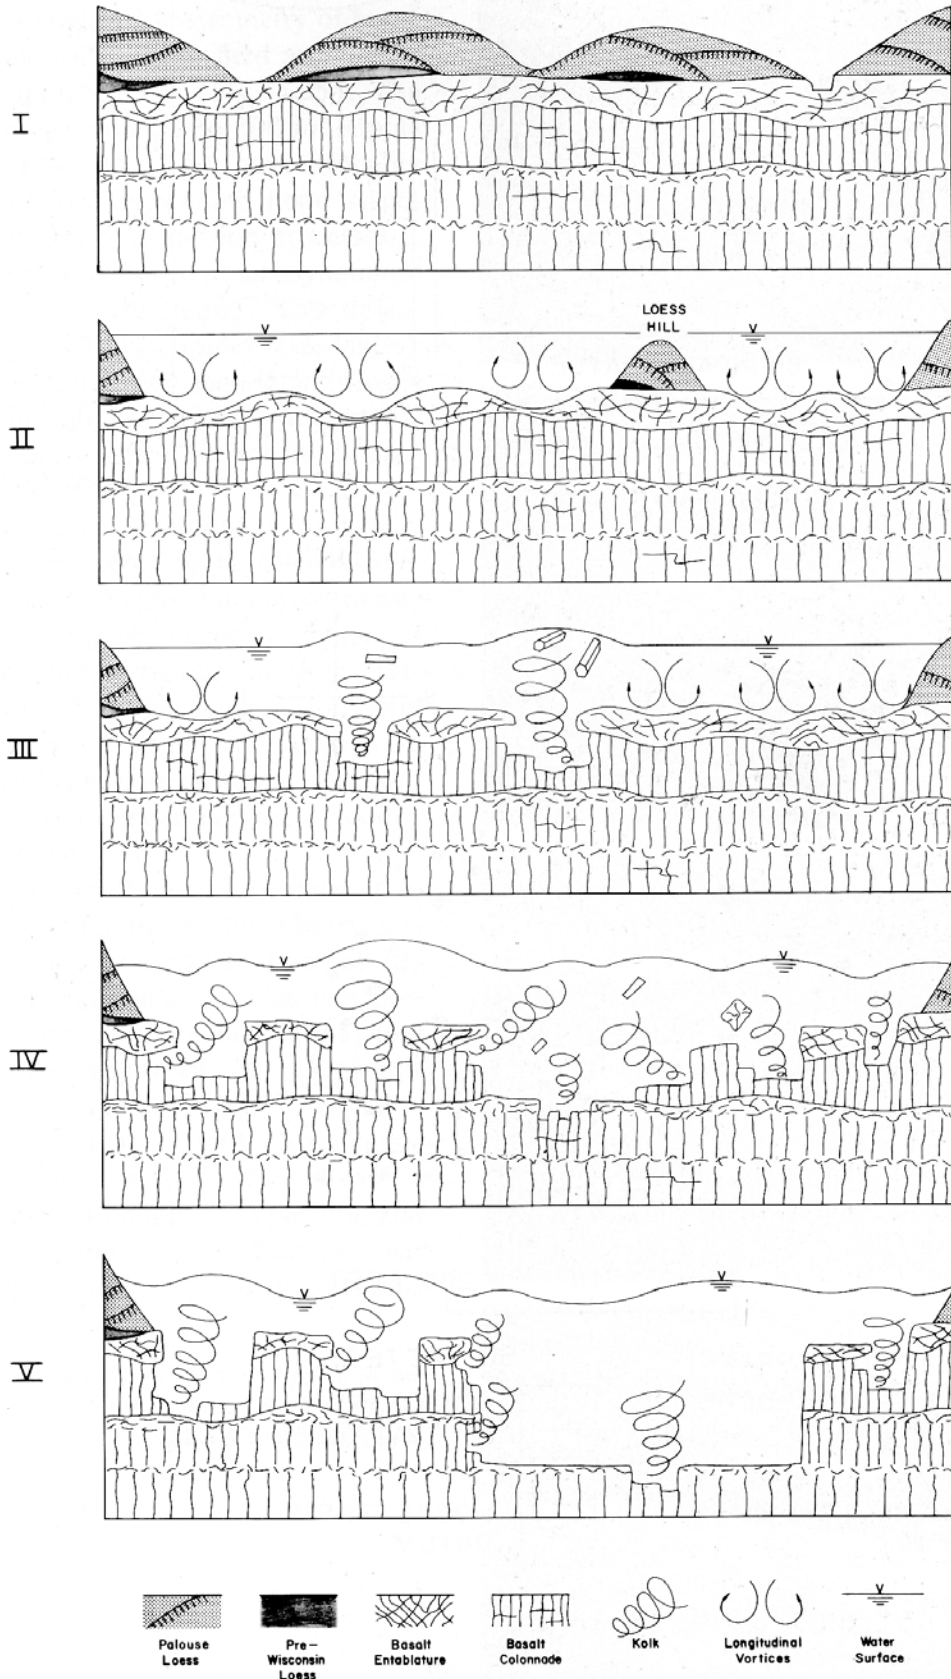 I
LOESS
HILL
II
III
IV
V
Palouse
Loess
Pre-
Wisconsin
Loess
Basalt
Entablature
Basalt
Colonnade
Kolk
Longitudinal
Vortices
Water
Surface